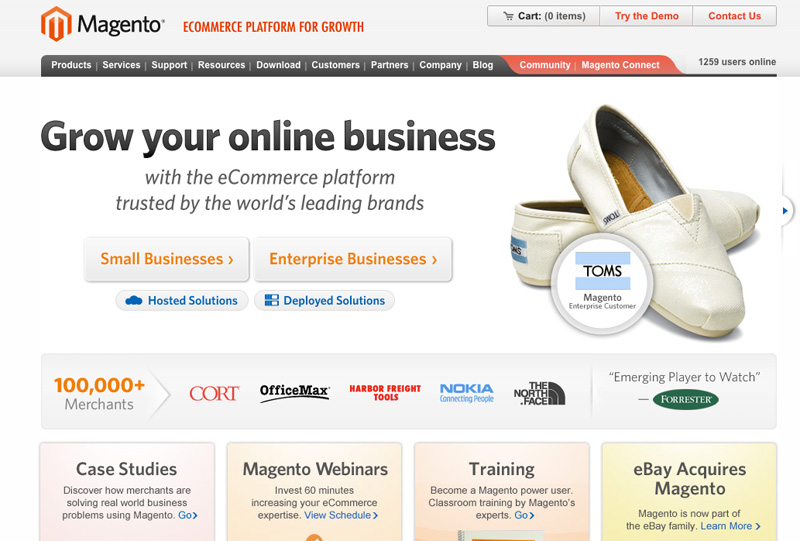 Magento® ECOMMERCE PLATFORM FOR GROWTH
Cart: (0 items) Try the Demo Contact Us
Products | Services | Support | Resources | Download | Customers | Partners | Company | Blog Community | Magento Connect 1259 users online
Grow your online business
with the eCommerce platform
trusted by the world's leading brands
Small Businesses › Enterprise Businesses ›
Hosted Solutions Deployed Solutions
TOMS
TOMS
TOMS
Magento
Enterprise Customer
100,000+
Merchants
CORT
OfficeMax®
HARBOR FREIGHT
TOOLS
NOKIA
Connecting People
THE
NORTH
FACE
“Emerging Player to Watch”
— FORRESTER®
Case Studies
Discover how merchants are
solving real world business
problems using Magento. Go›
Magento Webinars
Invest 60 minutes
increasing your eCommerce
expertise. View Schedule›
Training
Become a Magento power user.
Classroom training by Magento's
experts. Go›
eBay Acquires
Magento
Magento is now part of
the eBay family. Learn More ›